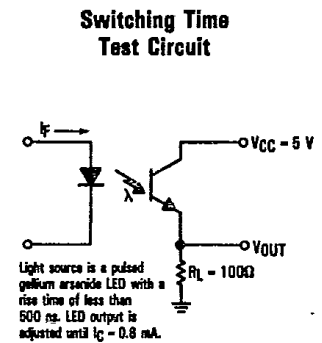 Switching Time
Test Circuit
IF
λ
VCC = 5 V
VOUT
RL = 100Ω
Light source is a pulsed
gallium arsenide LED with a
rise time of less than
500 ns. LED output is
adjusted until IC = 0.8 mA.